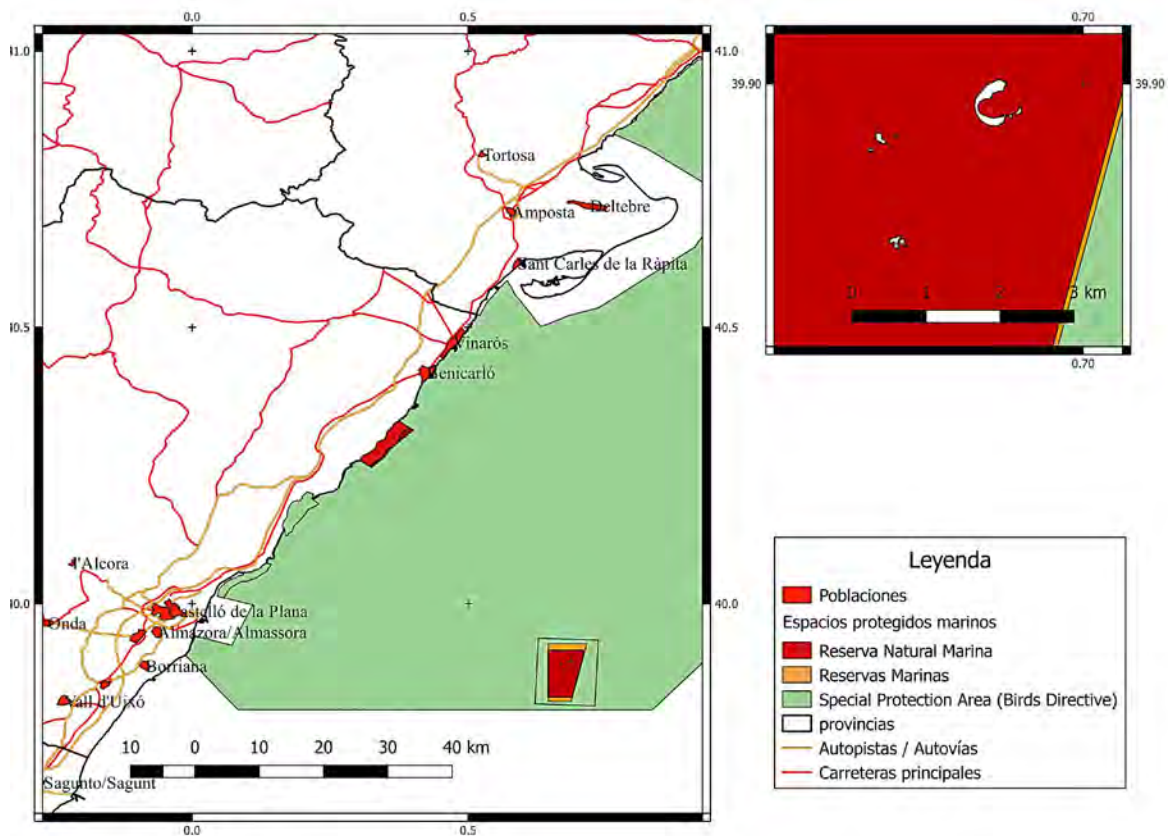 0.0
0.5
41.0
41.0
Tortosa
Amposta
Deltebre
Sant Carles de la Ràpita
40.5
40.5
Vinaròs
Benicarló
l'Alcora
40.0
40.0
Castelló de la Plana
Onda
Almazora/Almassora
Borriana
Vall d'Uixó
10 0 10 20 30 40 km
Sagunto/Sagunt
0.0
0.5
0.70
39.90
39.90
0 1 2 3 km
0.70
Leyenda
Poblaciones
Espacios protegidos marinos
Reserva Natural Marina
Reservas Marinas
Special Protection Area (Birds Directive)
provincias
Autopistas / Autovías
Carreteras principales